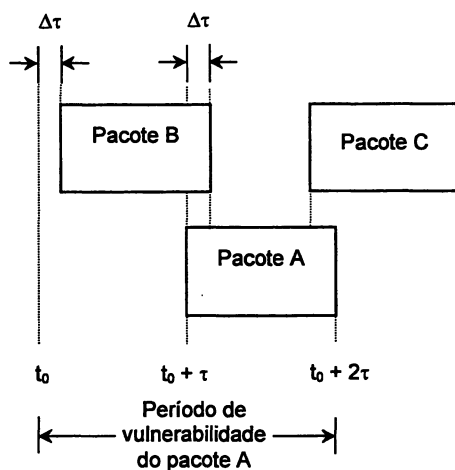 Δτ Δτ
Pacote B
Pacote C
Pacote A
t₀ t₀ + τ t₀ + 2τ
Período de
vulnerabilidade
do pacote A